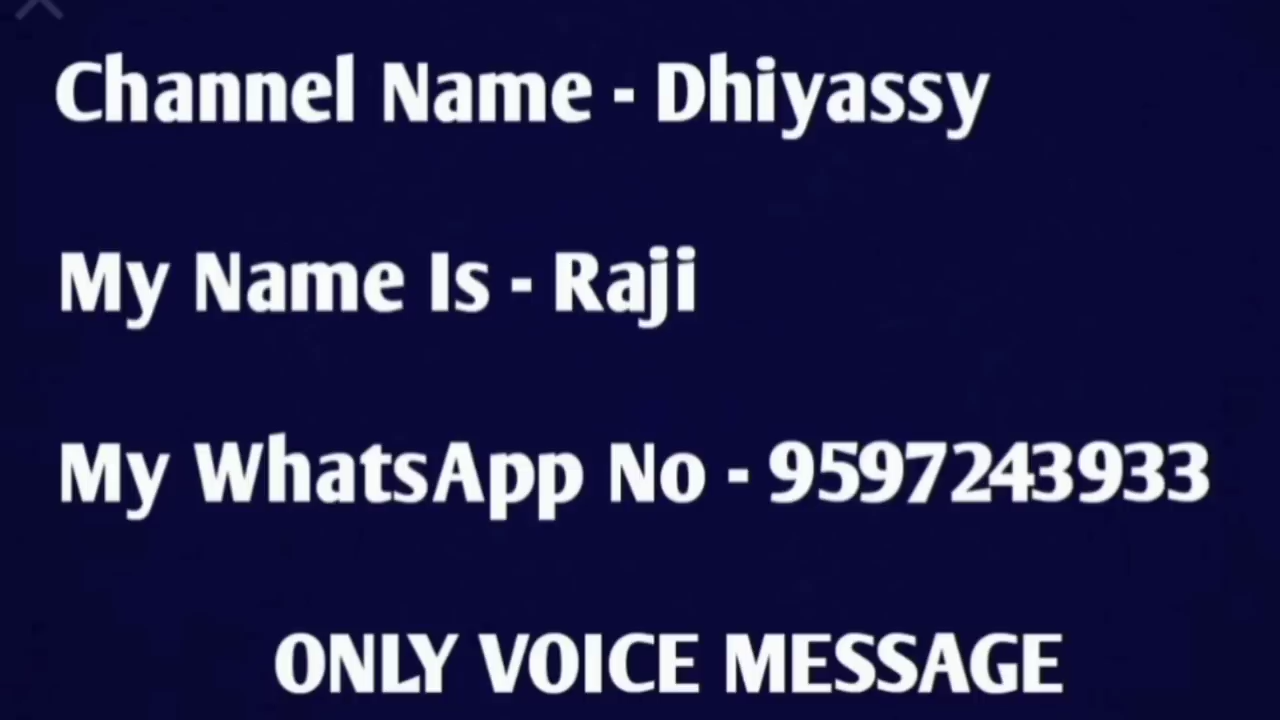 Channel Name - Dhiyassy
My Name Is - Raji
My WhatsApp No - 9597243933
ONLY VOICE MESSAGE